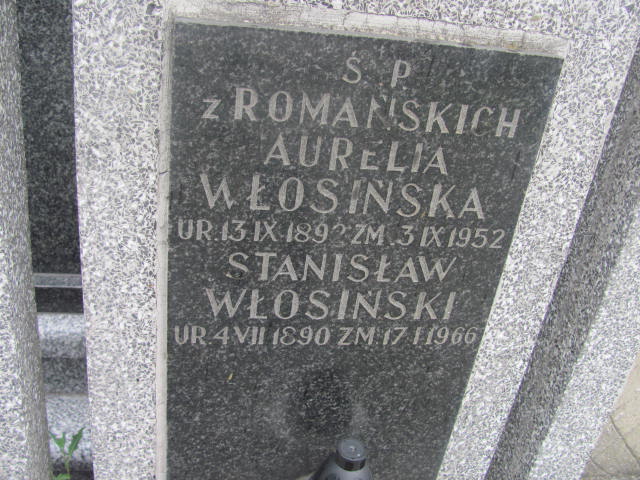 Ś P
z ROMAŃSKICH
AURELIA
WŁOSIŃSKA
UR. 13 IX 1892 ZM. 3 IX 1952
STANISŁAW
WŁOSIŃSKI
UR. 4 VII 1890 ZM. 17 I 1966